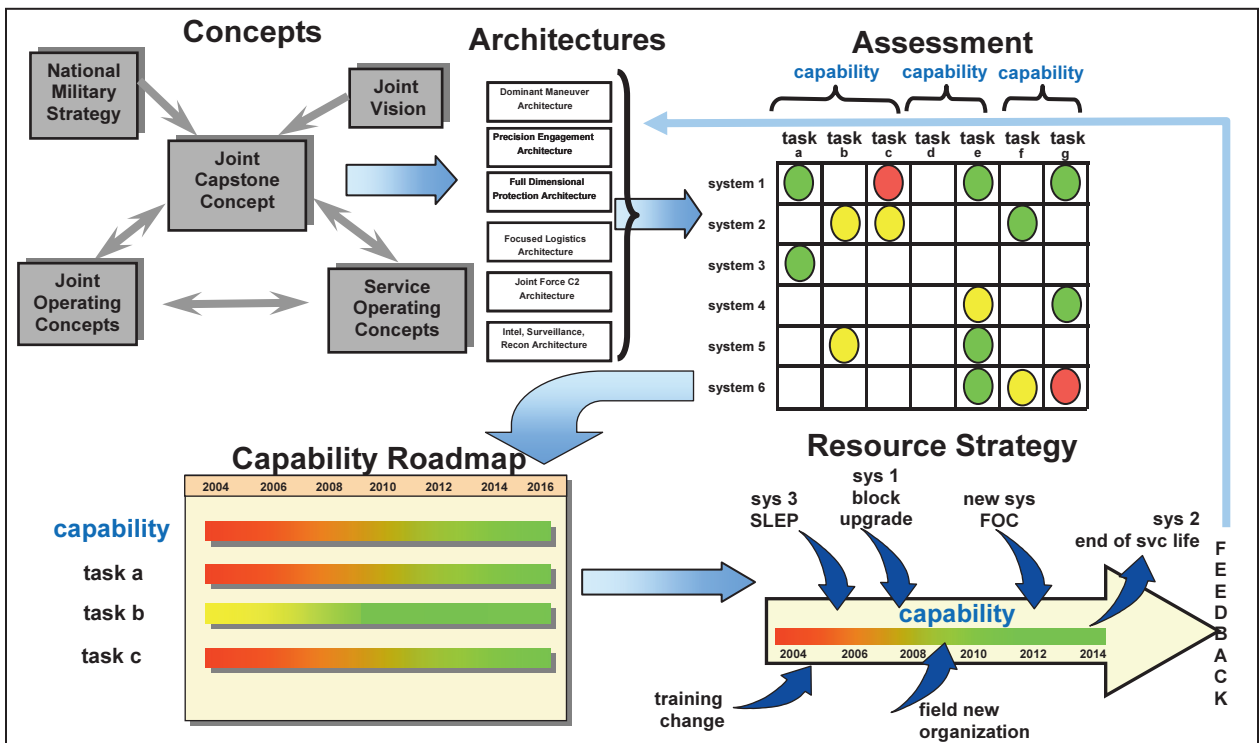 Concepts
National
Military
Strategy
Joint
Vision
Joint
Capstone
Concept
Joint
Operating
Concepts
Service
Operating
Concepts
Architectures
Dominant Maneuver
Architecture
Precision Engagement
Architecture
Full Dimensional
Protection Architecture
Focused Logistics
Architecture
Joint Force C2
Architecture
Intel, Surveillance,
Recon Architecture
Assessment
capability capability capability
task task task task task task task
a b c d e f g
system 1
system 2
system 3
system 4
system 5
system 6
Capability Roadmap
2004 2006 2008 2010 2012 2014 2016
capability
task a
task b
task c
Resource Strategy
sys 3
SLEP
sys 1
block
upgrade
new sys
FOC
sys 2
end of svc life
capability
2004 2006 2008 2010 2012 2014
training
change
field new
organization
F
E
E
D
B
A
C
K